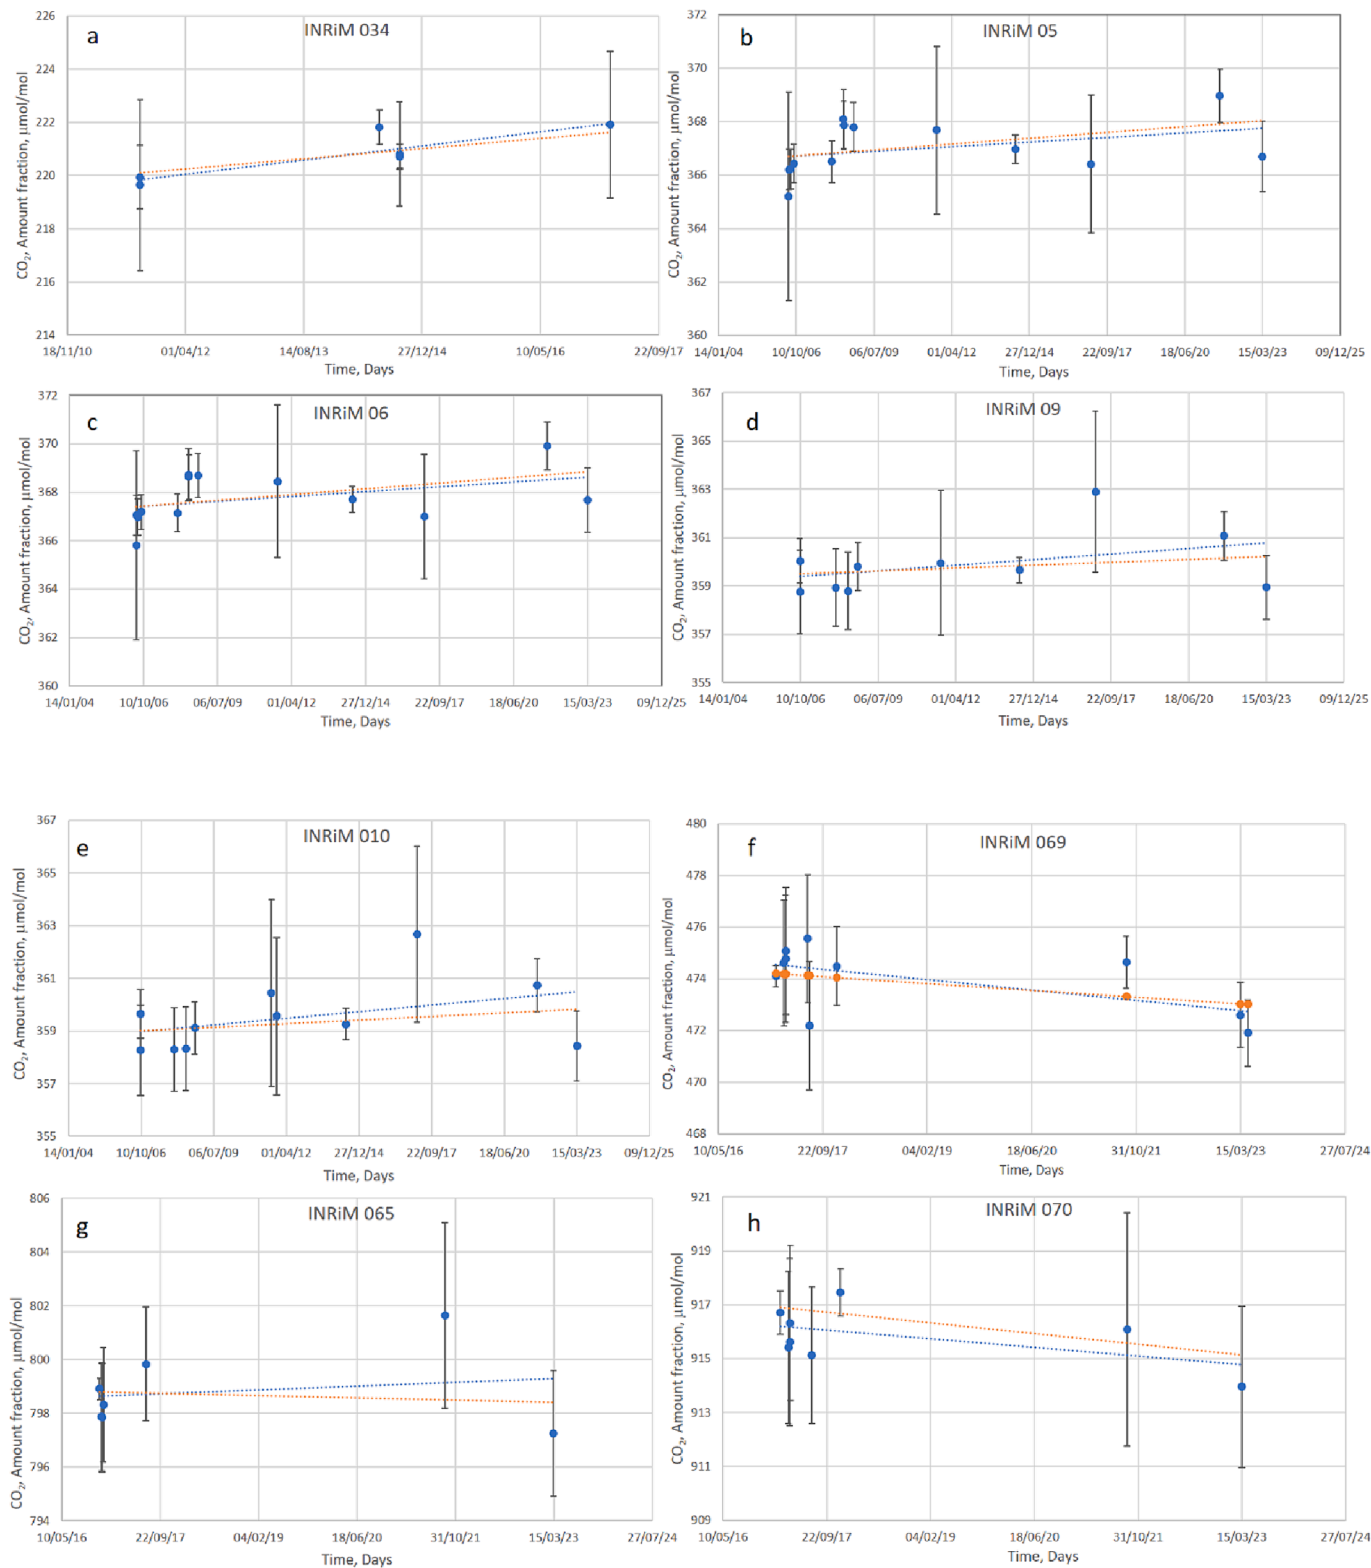 a
INRiM 034
CO₂, Amount fraction, µmol/mol
226
224
222
220
218
216
214
18/11/10 01/04/12 14/08/13 27/12/14 10/05/16 22/09/17
Time, Days
b
INRiM 05
CO₂, Amount fraction, µmol/mol
372
370
368
366
364
362
360
14/01/04 10/10/06 06/07/09 01/04/12 27/12/14 22/09/17 18/06/20 15/03/23 09/12/25
Time, Days
c
INRiM 06
CO₂, Amount fraction, µmol/mol
372
370
368
366
364
362
360
14/01/04 10/10/06 06/07/09 01/04/12 27/12/14 22/09/17 18/06/20 15/03/23 09/12/25
Time, Days
d
INRiM 09
CO₂, Amount fraction, µmol/mol
367
365
363
361
359
357
355
14/01/04 10/10/06 06/07/09 01/04/12 27/12/14 22/09/17 18/06/20 15/03/23 09/12/25
Time, Days
e
INRiM 010
CO₂, Amount fraction, µmol/mol
367
365
363
361
359
357
355
14/01/04 10/10/06 06/07/09 01/04/12 27/12/14 22/09/17 18/06/20 15/03/23 09/12/25
Time, Days
f
INRiM 069
CO₂, Amount fraction, µmol/mol
480
478
476
474
472
470
468
10/05/16 22/09/17 04/02/19 18/06/20 31/10/21 15/03/23 27/07/24
Time, Days
g
INRiM 065
CO₂, Amount fraction, µmol/mol
806
804
802
800
798
796
794
10/05/16 22/09/17 04/02/19 18/06/20 31/10/21 15/03/23 27/07/24
Time, Days
h
INRiM 070
CO₂, Amount fraction, µmol/mol
921
919
917
915
913
911
909
10/05/16 22/09/17 04/02/19 18/06/20 31/10/21 15/03/23 27/07/24
Time, Days